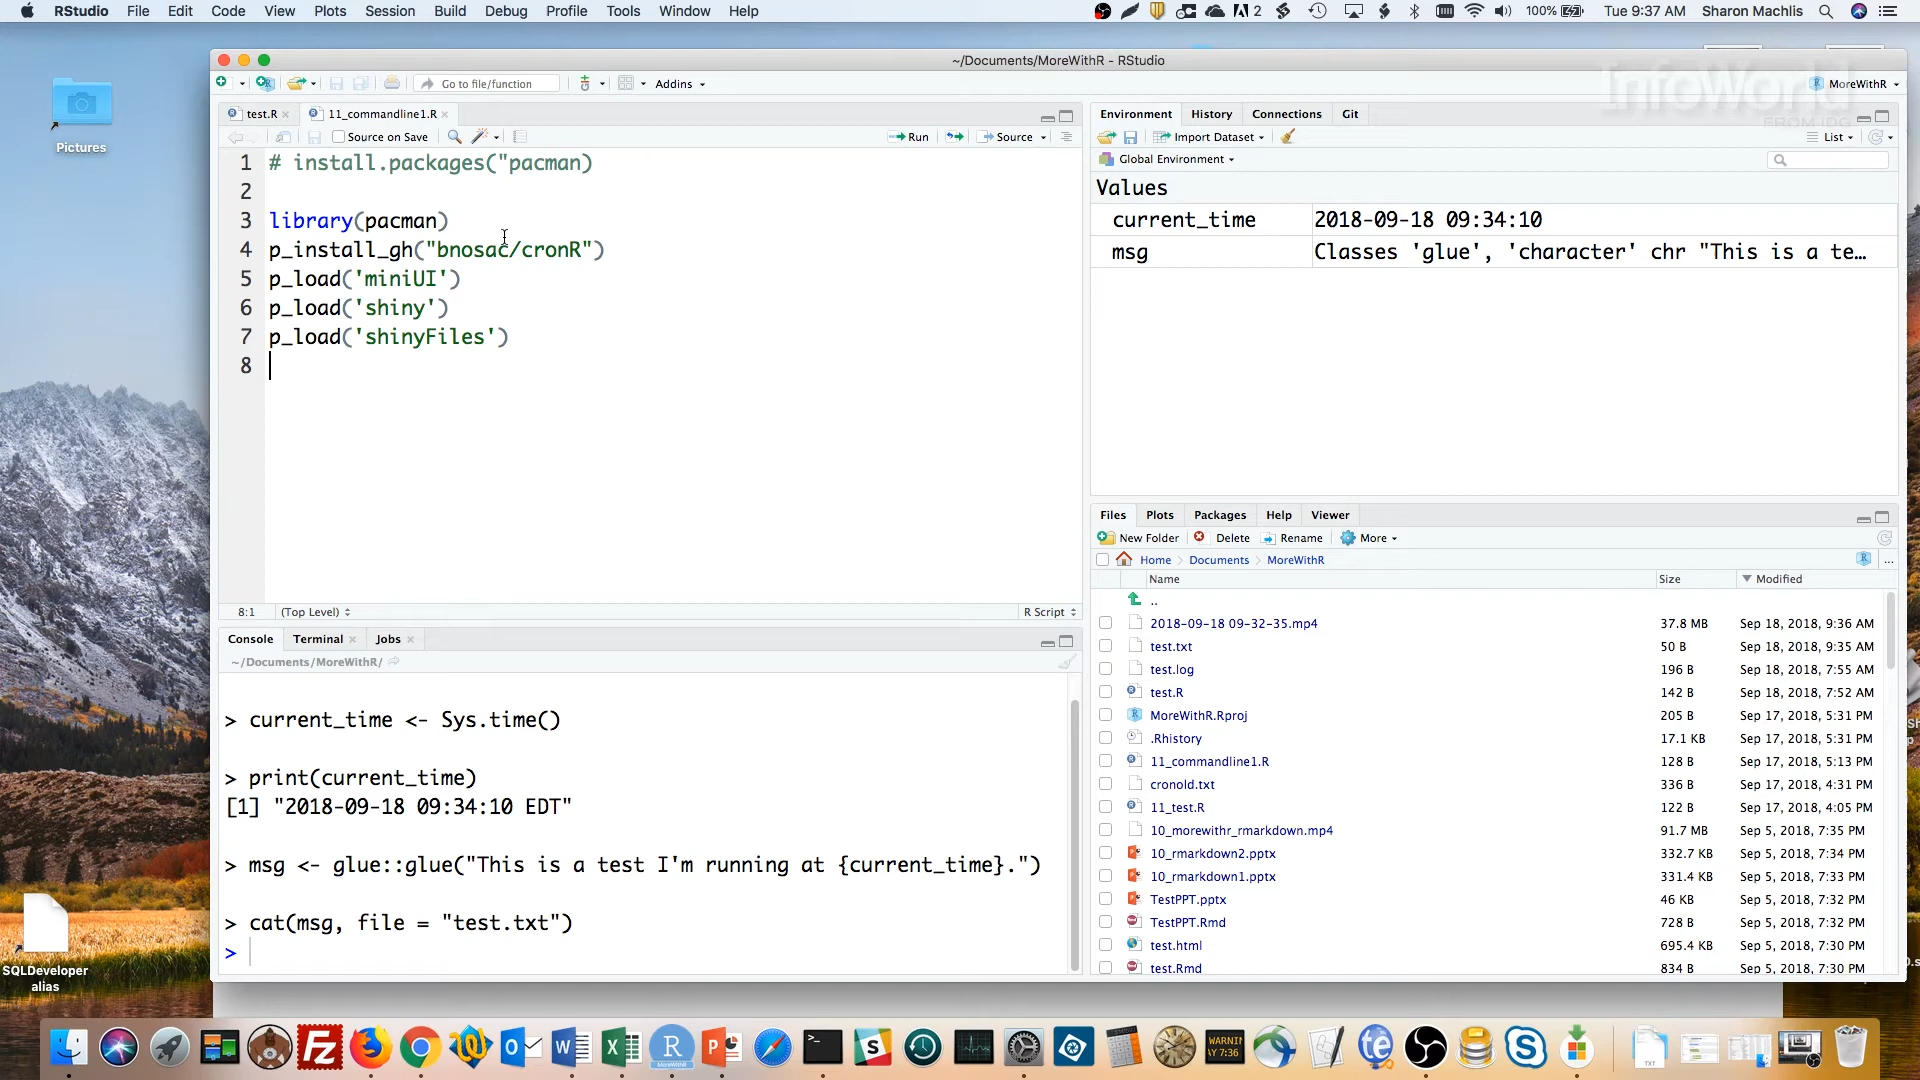 RStudio File Edit Code View Plots Session Build Debug Profile Tools Window Help
2 100% Tue 9:37 AM Sharon Machlis
~/Documents/MoreWithR - RStudio
Go to file/function Addins
MoreWithR
InfoWorld
FROM IDG
Pictures
test.R 11_commandline1.R
Source on Save Run Source
1 # install.packages("pacman)
2
3 library(pacman)
4 p_install_gh("bnosac/cronR")
5 p_load('miniUI')
6 p_load('shiny')
7 p_load('shinyFiles')
8
8:1 (Top Level) R Script
Console Terminal Jobs
~/Documents/MoreWithR/
> current_time <- Sys.time()
> print(current_time)
[1] "2018-09-18 09:34:10 EDT"
> msg <- glue::glue("This is a test I'm running at {current_time}.")
> cat(msg, file = "test.txt")
>
Environment History Connections Git
Import Dataset List
Global Environment
Values
current_time 2018-09-18 09:34:10
msg Classes 'glue', 'character' chr "This is a te…
Files Plots Packages Help Viewer
New Folder Delete Rename More
Home Documents MoreWithR ...
Name Size Modified
..
2018-09-18 09-32-35.mp4 37.8 MB Sep 18, 2018, 9:36 AM
test.txt 50 B Sep 18, 2018, 9:35 AM
test.log 196 B Sep 18, 2018, 7:55 AM
test.R 142 B Sep 18, 2018, 7:52 AM
MoreWithR.Rproj 205 B Sep 17, 2018, 5:31 PM
.Rhistory 17.1 KB Sep 17, 2018, 5:31 PM
11_commandline1.R 128 B Sep 17, 2018, 5:13 PM
cronold.txt 336 B Sep 17, 2018, 4:31 PM
11_test.R 122 B Sep 17, 2018, 4:05 PM
10_morewithr_rmarkdown.mp4 91.7 MB Sep 5, 2018, 7:35 PM
10_rmarkdown2.pptx 332.7 KB Sep 5, 2018, 7:34 PM
10_rmarkdown1.pptx 331.4 KB Sep 5, 2018, 7:33 PM
TestPPT.pptx 46 KB Sep 5, 2018, 7:32 PM
TestPPT.Rmd 728 B Sep 5, 2018, 7:32 PM
test.html 695.4 KB Sep 5, 2018, 7:30 PM
test.Rmd 834 B Sep 5, 2018, 7:30 PM
SQLDeveloper
alias